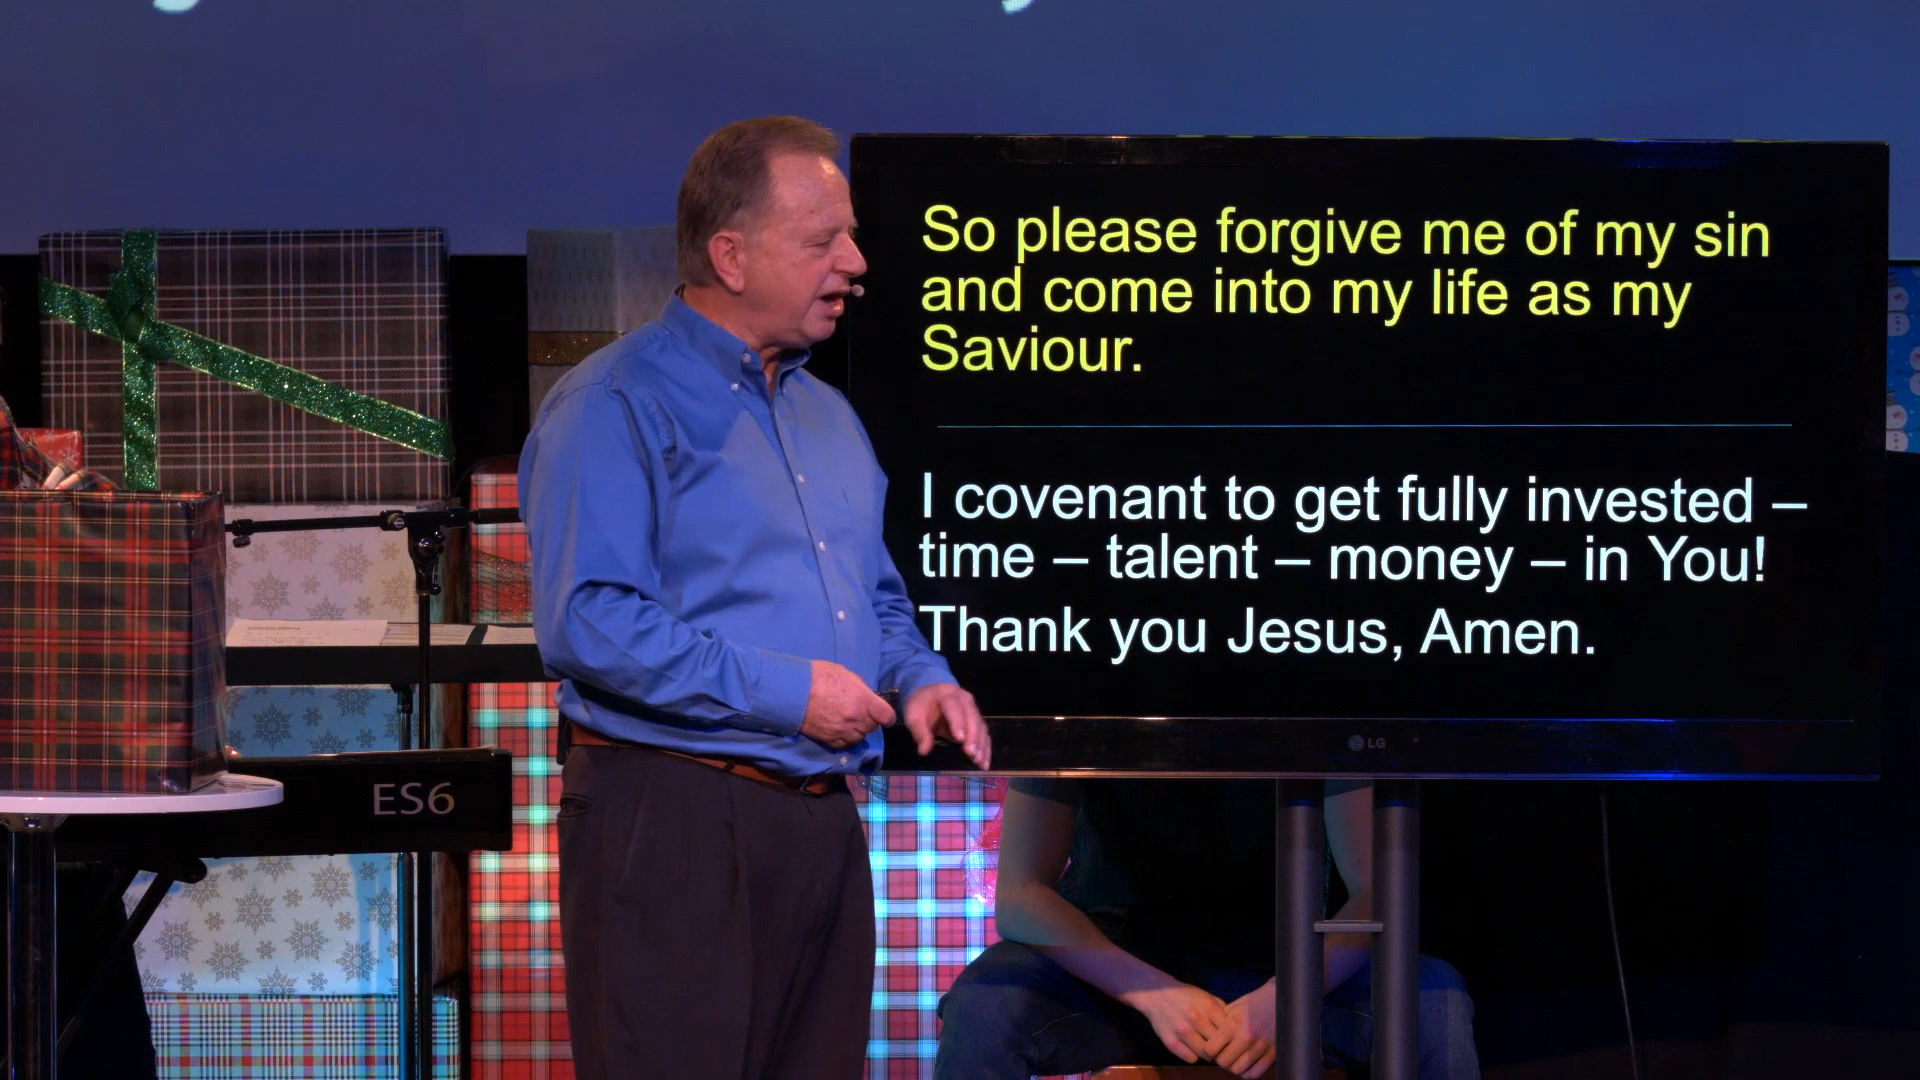 So please forgive me of my sin
and come into my life as my
Saviour.
I covenant to get fully invested –
time – talent – money – in You!
Thank you Jesus, Amen.
LG
ES6